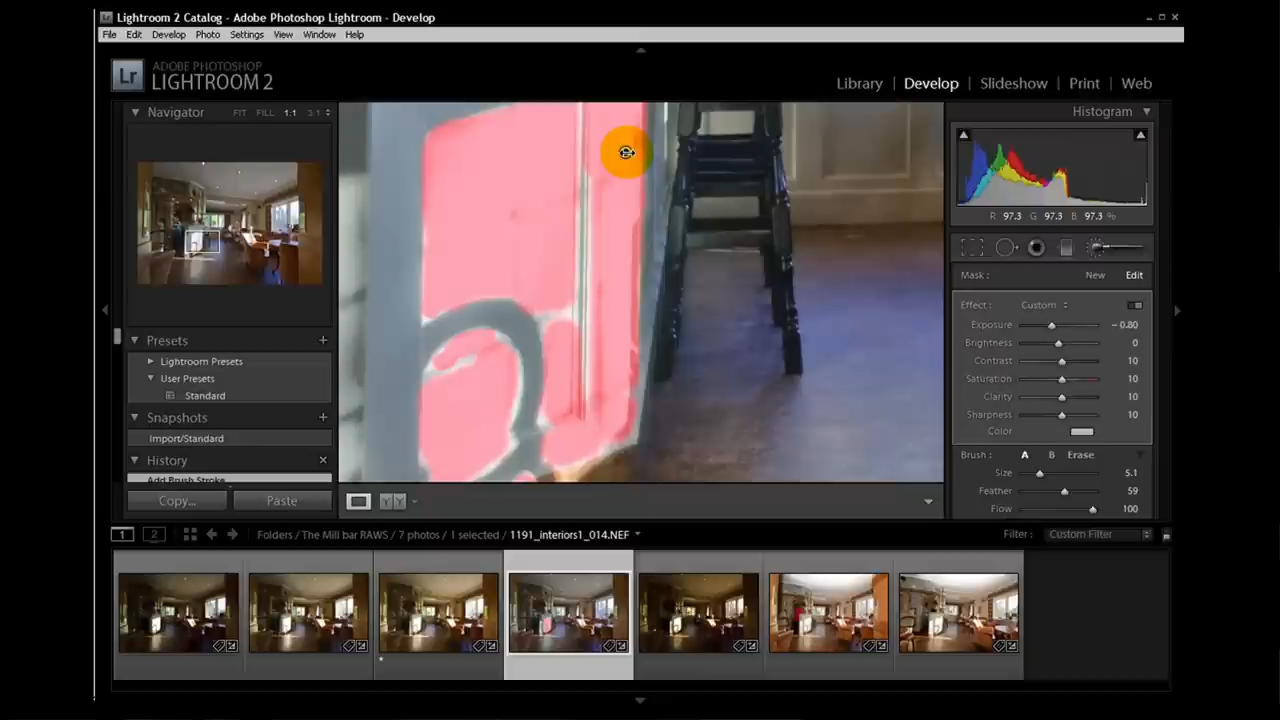 Lightroom 2 Catalog - Adobe Photoshop Lightroom - Develop
File Edit Develop Photo Settings View Window Help
Lr ADOBE PHOTOSHOP
LIGHTROOM 2
Library | Develop | Slideshow | Print | Web
Navigator FIT FILL 1:1 3:1
Histogram
R 97.3 G 97.3 B 97.3 %
Mask : New Edit
Effect : Custom
Exposure – 0.80
Brightness 0
Contrast 10
Saturation 10
Clarity 10
Sharpness 10
Color
Presets +
Lightroom Presets
User Presets
Standard
Snapshots +
Import/Standard
History ×
Add Brush Stroke
Copy... Paste
Y Y
Brush : A B Erase
Size 5.1
Feather 59
Flow 100
1 2 Folders / The Mill bar RAWS / 7 photos / 1 selected / 1191_interiors1_014.NEF
Filter : Custom Filter